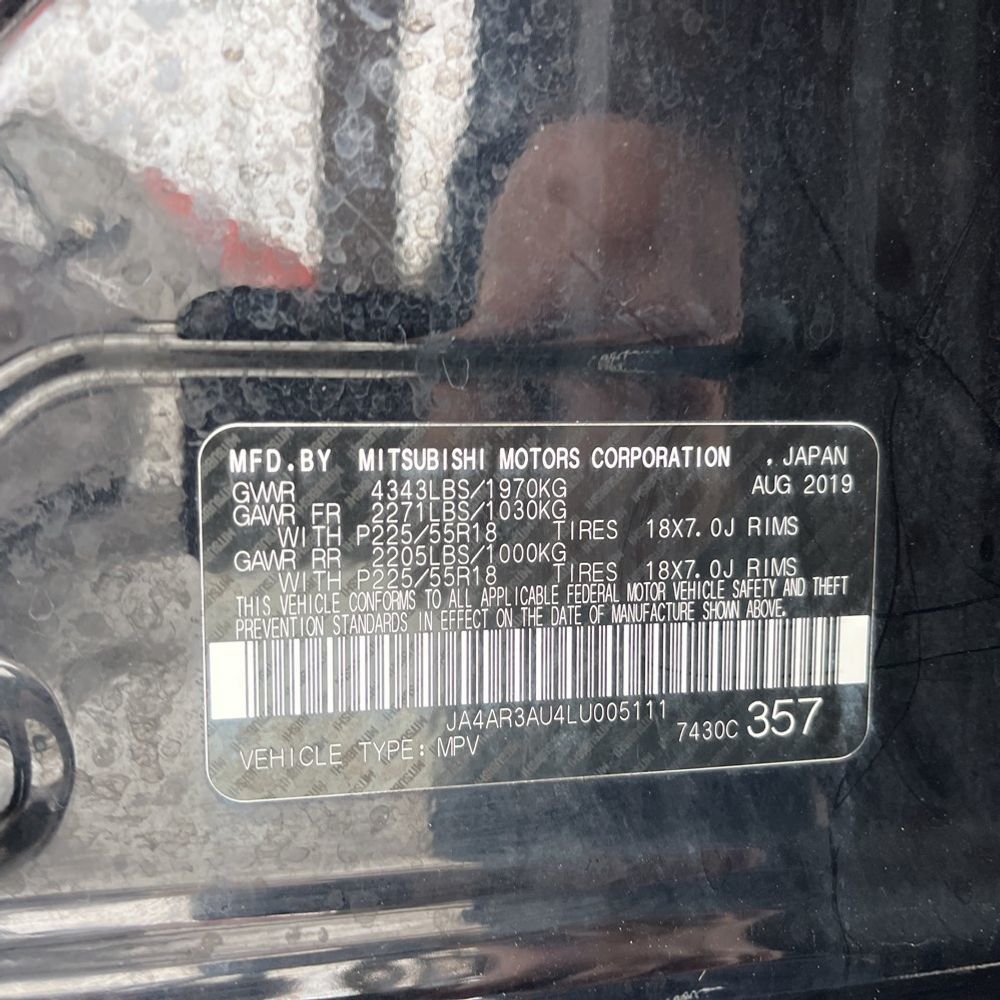 MFD.BY MITSUBISHI MOTORS CORPORATION . JAPAN
GVWR 4343LBS/1970KG AUG 2019
GAWR FR 2271LBS/1030KG
WITH P225/55R18 TIRES 18X7.0J RIMS
GAWR RR 2205LBS/1000KG
WITH P225/55R18 TIRES 18X7.0J RIMS
THIS VEHICLE CONFORMS TO ALL APPLICABLE FEDERAL MOTOR VEHICLE SAFETY AND THEFT
PREVENTION STANDARDS IN EFFECT ON THE DATE OF MANUFACTURE SHOWN ABOVE.
JA4AR3AU4LU005111
7430C 357
VEHICLE TYPE: MPV